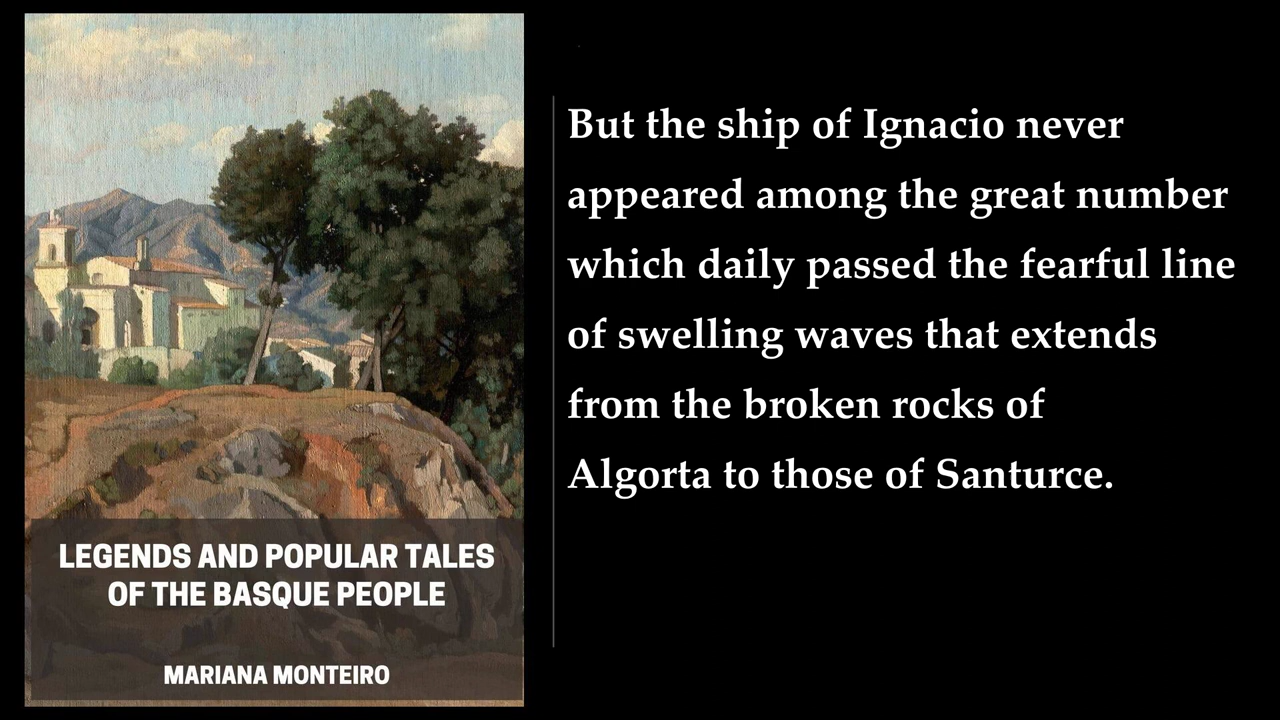 But the ship of Ignacio never
appeared among the great number
which daily passed the fearful line
of swelling waves that extends
from the broken rocks of
Algorta to those of Santurce.
LEGENDS AND POPULAR TALES
OF THE BASQUE PEOPLE
MARIANA MONTEIRO